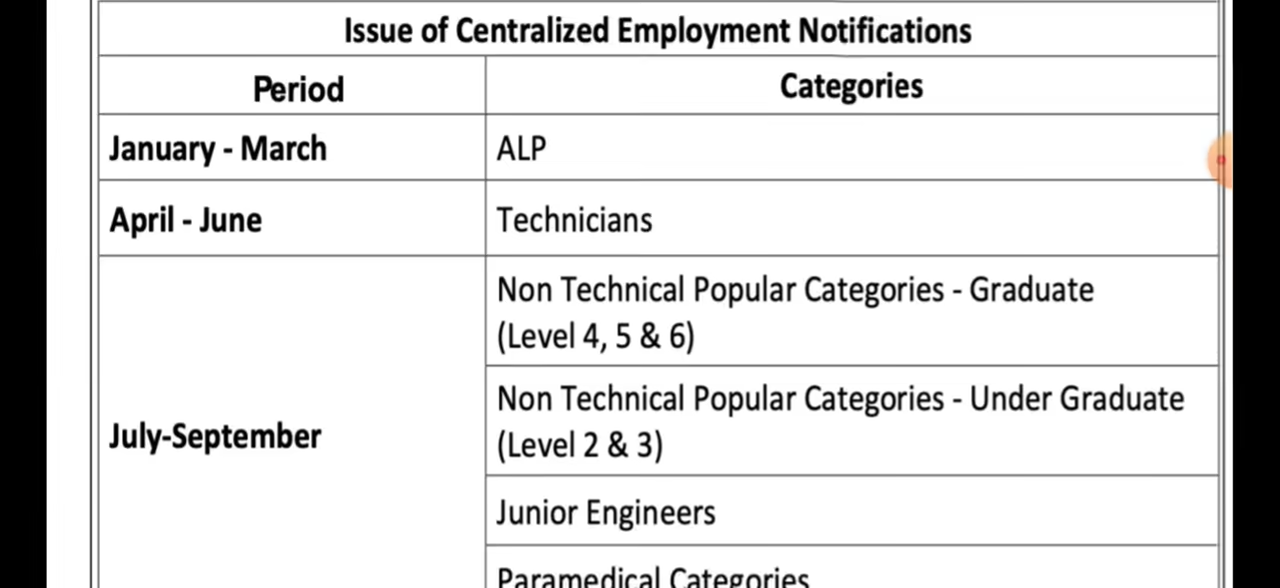 Issue of Centralized Employment Notifications
Period
Categories
January - March
ALP
April - June
Technicians
July-September
Non Technical Popular Categories - Graduate
(Level 4, 5 & 6)
Non Technical Popular Categories - Under Graduate
(Level 2 & 3)
Junior Engineers
Paramedical Categories